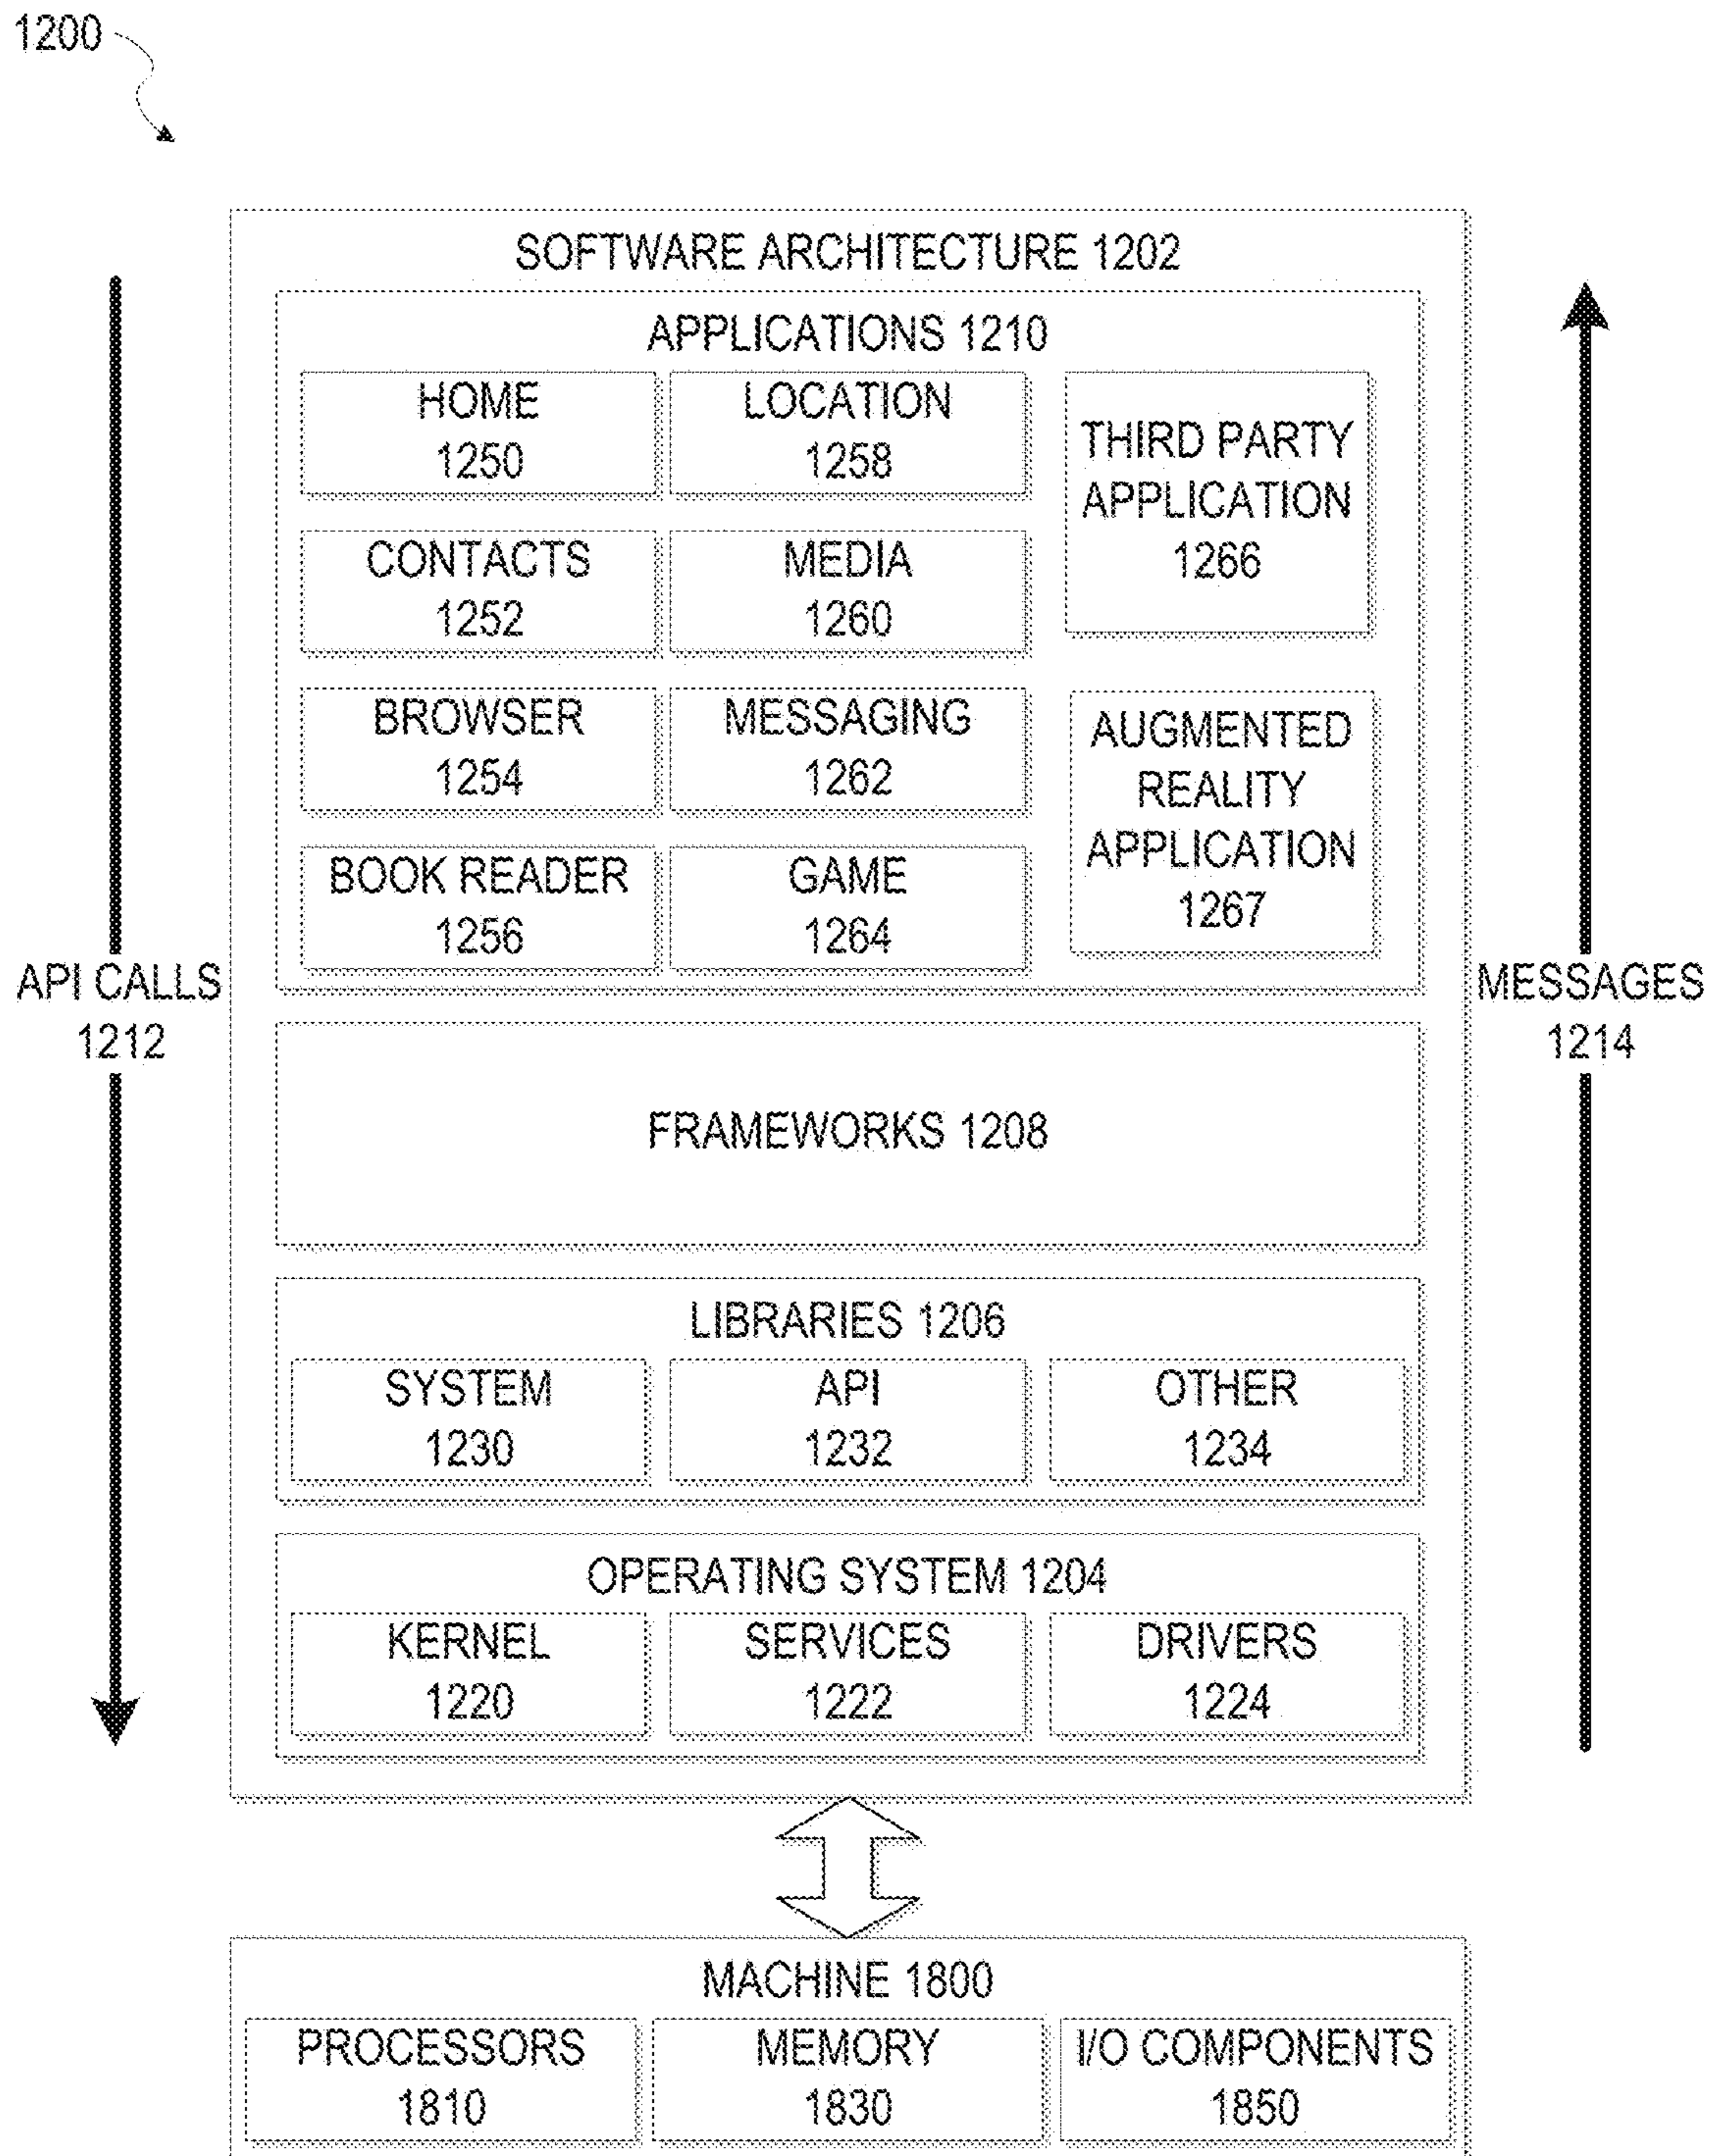 1200
SOFTWARE ARCHITECTURE 1202
APPLICATIONS 1210
HOME
1250
LOCATION
1258
THIRD PARTY
APPLICATION
1266
CONTACTS
1252
MEDIA
1260
BROWSER
1254
MESSAGING
1262
AUGMENTED
REALITY
APPLICATION
1267
BOOK READER
1256
GAME
1264
API CALLS
1212
MESSAGES
1214
FRAMEWORKS 1208
LIBRARIES 1206
SYSTEM
1230
API
1232
OTHER
1234
OPERATING SYSTEM 1204
KERNEL
1220
SERVICES
1222
DRIVERS
1224
MACHINE 1800
PROCESSORS
1810
MEMORY
1830
I/O COMPONENTS
1850